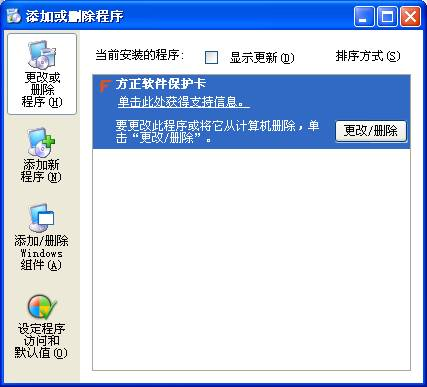 添加或删除程序
更改或
删除
程序(H)
添加新
程序(N)
添加/删除
Windows
组件(A)
设定程序
访问和
默认值(O)
当前安装的程序: 显示更新(D) 排序方式(S)
方正软件保护卡
单击此处获得支持信息。
要更改此程序或将它从计算机删除，单
击“更改/删除”。
更改/删除